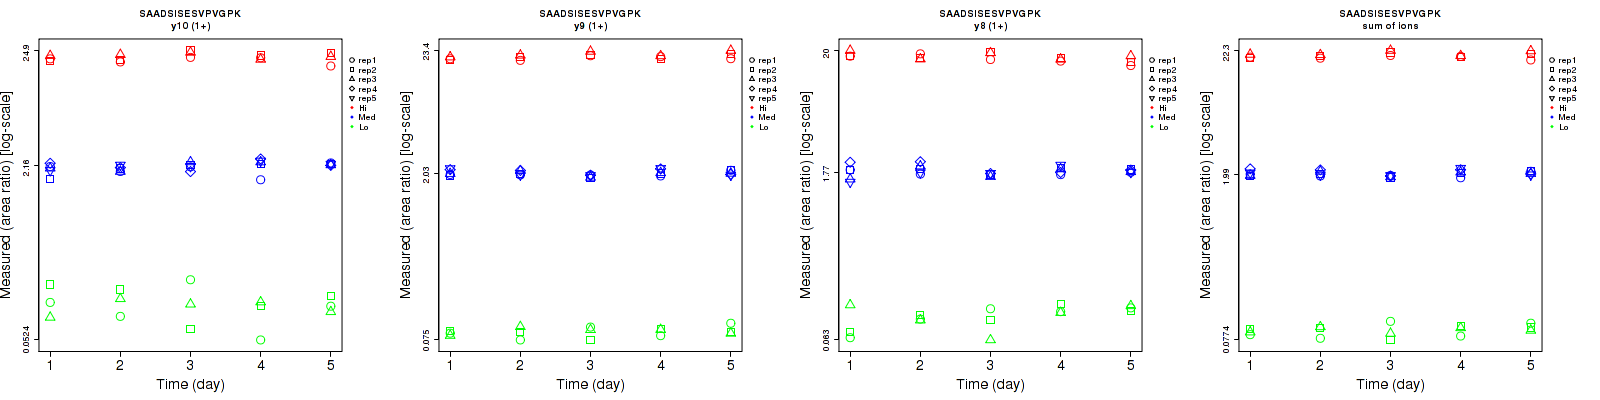 SAADSISESVPVGPK
y10 (1+)
Measured (area ratio) [log-scale]
24.9
2.16
0.0524
1 2 3 4 5
Time (day)
rep1
rep2
rep3
rep4
rep5
Hi
Med
Lo
SAADSISESVPVGPK
y9 (1+)
Measured (area ratio) [log-scale]
23.4
2.03
0.075
1 2 3 4 5
Time (day)
rep1
rep2
rep3
rep4
rep5
Hi
Med
Lo
SAADSISESVPVGPK
y8 (1+)
Measured (area ratio) [log-scale]
20
1.77
0.083
1 2 3 4 5
Time (day)
rep1
rep2
rep3
rep4
rep5
Hi
Med
Lo
SAADSISESVPVGPK
sum of ions
Measured (area ratio) [log-scale]
22.3
1.99
0.0774
1 2 3 4 5
Time (day)
rep1
rep2
rep3
rep4
rep5
Hi
Med
Lo